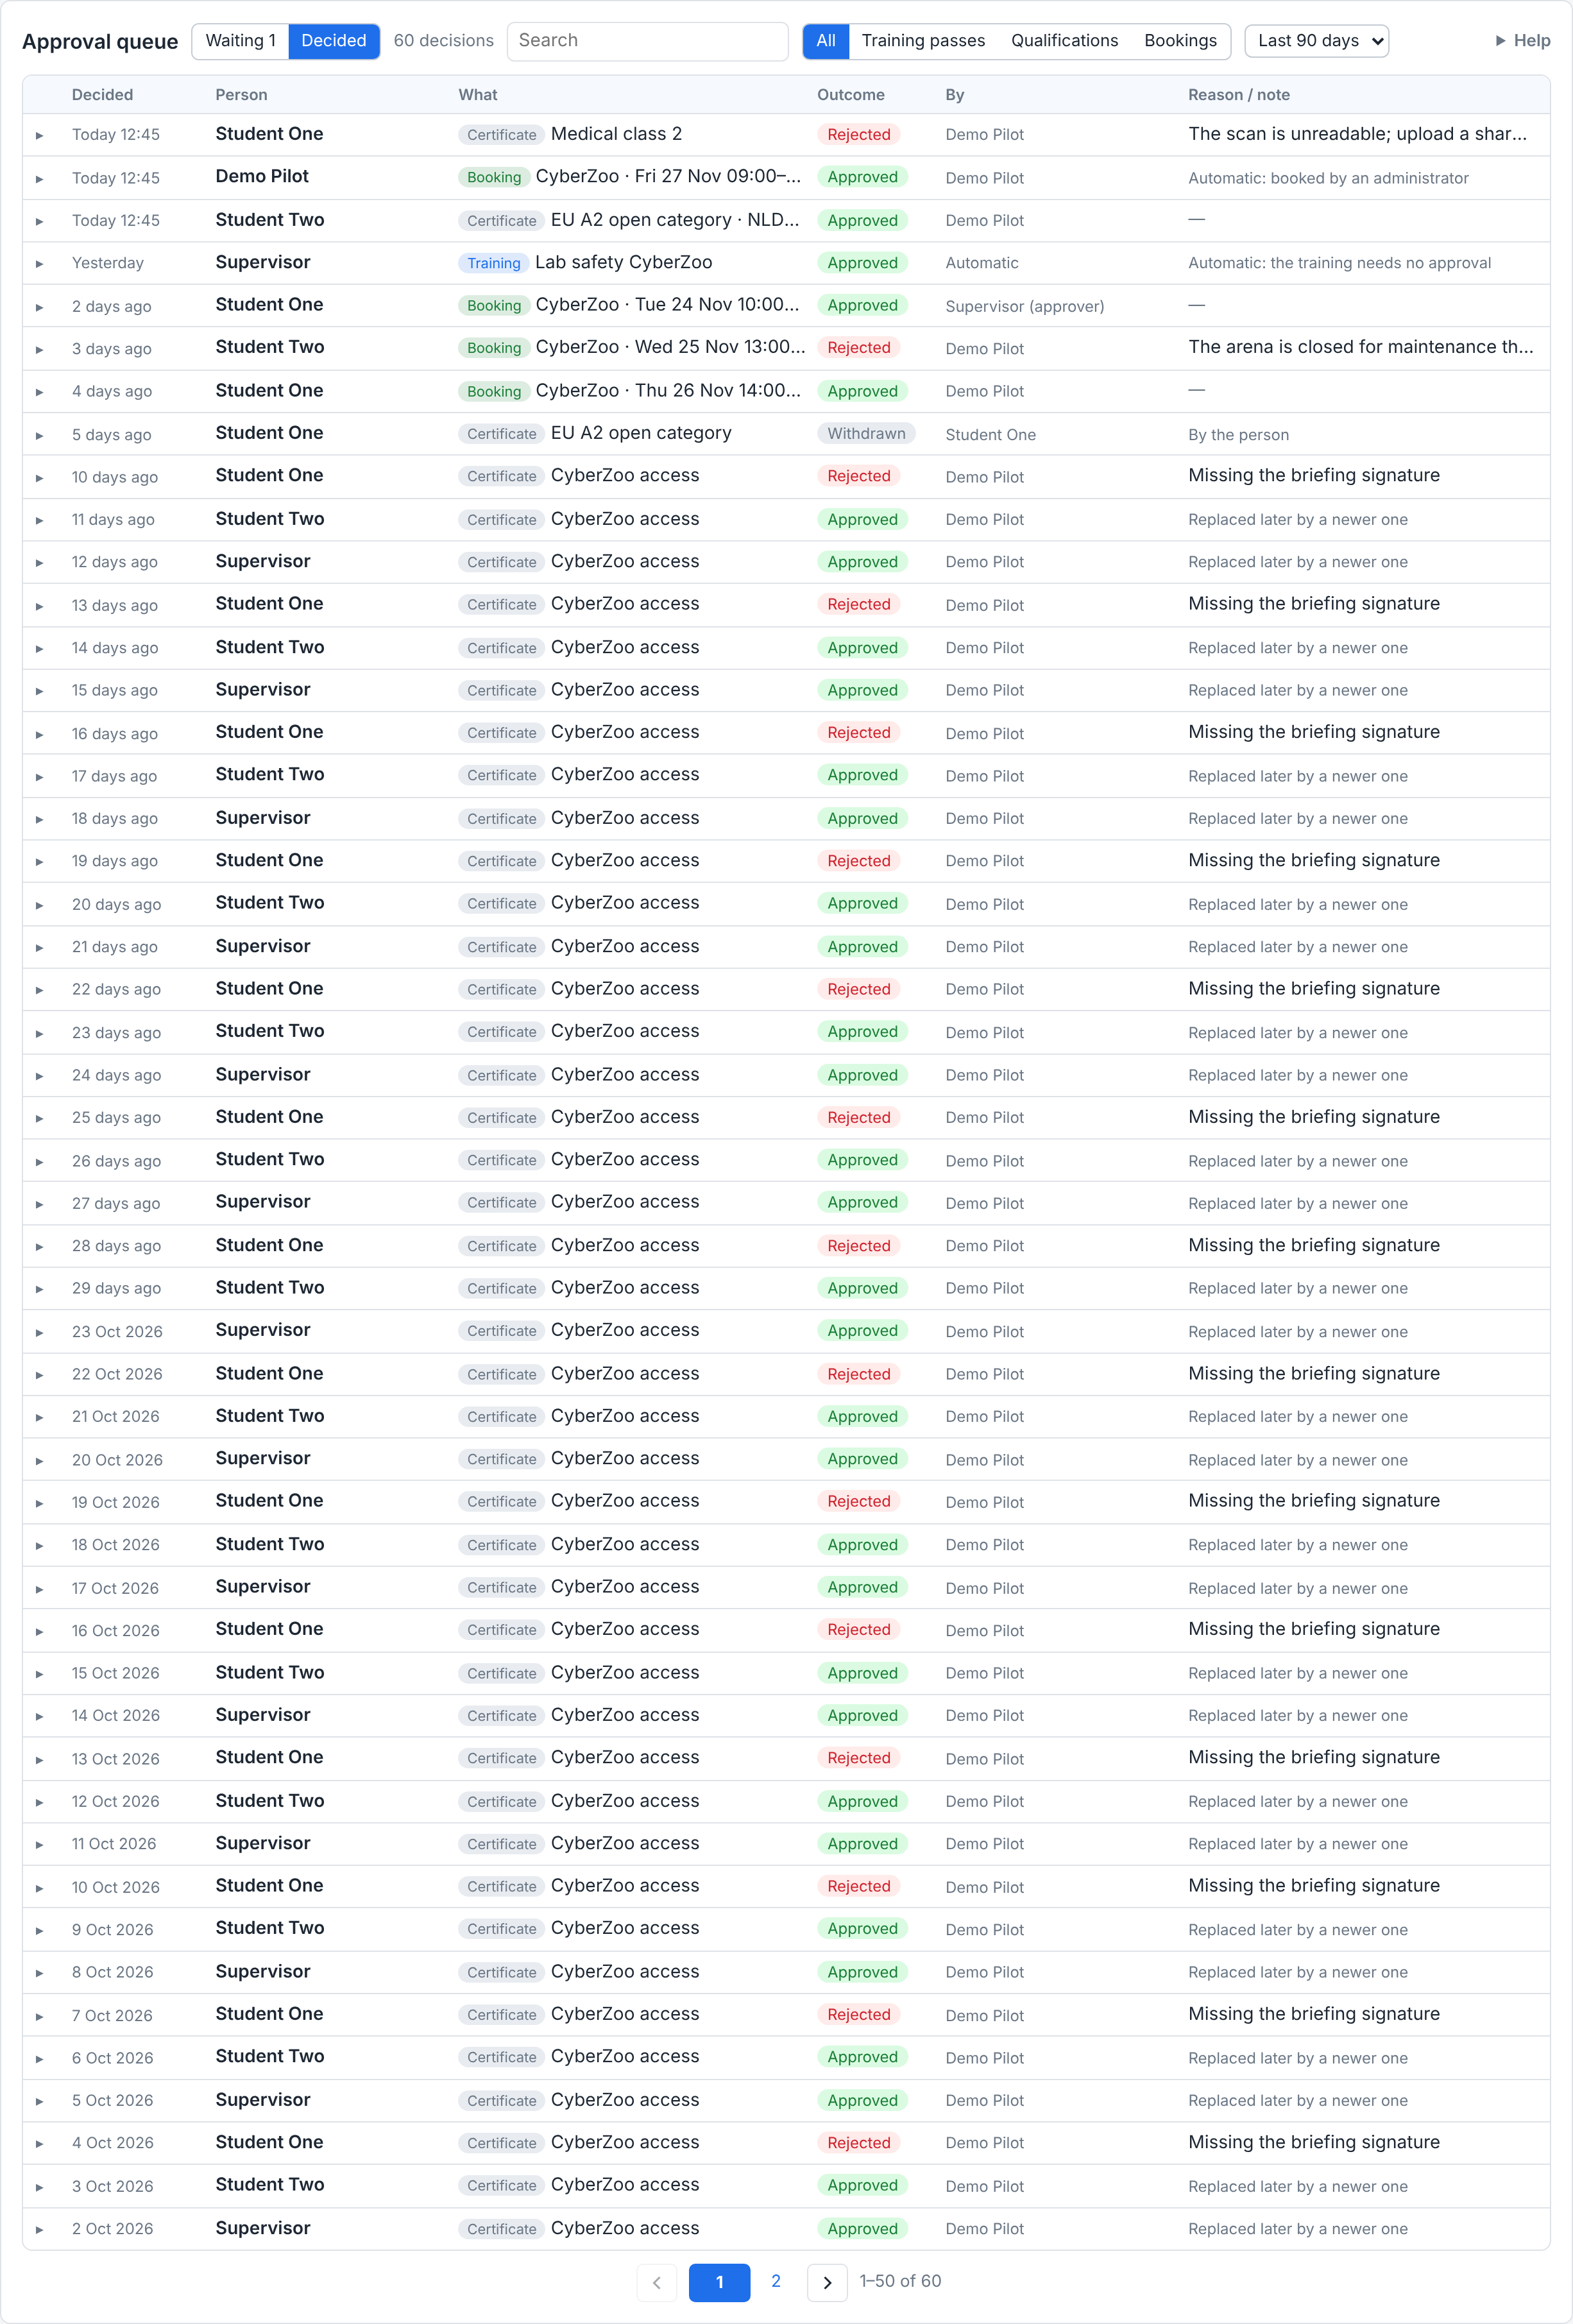 Approval queue Waiting 1 Decided 60 decisions Search All Training passes Qualifications Bookings Last 90 days Help
Decided Person What Outcome By Reason / note
Today 12:45 Student One Certificate Medical class 2 Rejected Demo Pilot The scan is unreadable; upload a shar...
Today 12:45 Demo Pilot Booking CyberZoo · Fri 27 Nov 09:00–... Approved Demo Pilot Automatic: booked by an administrator
Today 12:45 Student Two Certificate EU A2 open category · NLD... Approved Demo Pilot —
Yesterday Supervisor Training Lab safety CyberZoo Approved Automatic Automatic: the training needs no approval
2 days ago Student One Booking CyberZoo · Tue 24 Nov 10:00... Approved Supervisor (approver) —
3 days ago Student Two Booking CyberZoo · Wed 25 Nov 13:00... Rejected Demo Pilot The arena is closed for maintenance th...
4 days ago Student One Booking CyberZoo · Thu 26 Nov 14:00... Approved Demo Pilot —
5 days ago Student One Certificate EU A2 open category Withdrawn Student One By the person
10 days ago Student One Certificate CyberZoo access Rejected Demo Pilot Missing the briefing signature
11 days ago Student Two Certificate CyberZoo access Approved Demo Pilot Replaced later by a newer one
12 days ago Supervisor Certificate CyberZoo access Approved Demo Pilot Replaced later by a newer one
13 days ago Student One Certificate CyberZoo access Rejected Demo Pilot Missing the briefing signature
14 days ago Student Two Certificate CyberZoo access Approved Demo Pilot Replaced later by a newer one
15 days ago Supervisor Certificate CyberZoo access Approved Demo Pilot Replaced later by a newer one
16 days ago Student One Certificate CyberZoo access Rejected Demo Pilot Missing the briefing signature
17 days ago Student Two Certificate CyberZoo access Approved Demo Pilot Replaced later by a newer one
18 days ago Supervisor Certificate CyberZoo access Approved Demo Pilot Replaced later by a newer one
19 days ago Student One Certificate CyberZoo access Rejected Demo Pilot Missing the briefing signature
20 days ago Student Two Certificate CyberZoo access Approved Demo Pilot Replaced later by a newer one
21 days ago Supervisor Certificate CyberZoo access Approved Demo Pilot Replaced later by a newer one
22 days ago Student One Certificate CyberZoo access Rejected Demo Pilot Missing the briefing signature
23 days ago Student Two Certificate CyberZoo access Approved Demo Pilot Replaced later by a newer one
24 days ago Supervisor Certificate CyberZoo access Approved Demo Pilot Replaced later by a newer one
25 days ago Student One Certificate CyberZoo access Rejected Demo Pilot Missing the briefing signature
26 days ago Student Two Certificate CyberZoo access Approved Demo Pilot Replaced later by a newer one
27 days ago Supervisor Certificate CyberZoo access Approved Demo Pilot Replaced later by a newer one
28 days ago Student One Certificate CyberZoo access Rejected Demo Pilot Missing the briefing signature
29 days ago Student Two Certificate CyberZoo access Approved Demo Pilot Replaced later by a newer one
23 Oct 2026 Supervisor Certificate CyberZoo access Approved Demo Pilot Replaced later by a newer one
22 Oct 2026 Student One Certificate CyberZoo access Rejected Demo Pilot Missing the briefing signature
21 Oct 2026 Student Two Certificate CyberZoo access Approved Demo Pilot Replaced later by a newer one
20 Oct 2026 Supervisor Certificate CyberZoo access Approved Demo Pilot Replaced later by a newer one
19 Oct 2026 Student One Certificate CyberZoo access Rejected Demo Pilot Missing the briefing signature
18 Oct 2026 Student Two Certificate CyberZoo access Approved Demo Pilot Replaced later by a newer one
17 Oct 2026 Supervisor Certificate CyberZoo access Approved Demo Pilot Replaced later by a newer one
16 Oct 2026 Student One Certificate CyberZoo access Rejected Demo Pilot Missing the briefing signature
15 Oct 2026 Student Two Certificate CyberZoo access Approved Demo Pilot Replaced later by a newer one
14 Oct 2026 Supervisor Certificate CyberZoo access Approved Demo Pilot Replaced later by a newer one
13 Oct 2026 Student One Certificate CyberZoo access Rejected Demo Pilot Missing the briefing signature
12 Oct 2026 Student Two Certificate CyberZoo access Approved Demo Pilot Replaced later by a newer one
11 Oct 2026 Supervisor Certificate CyberZoo access Approved Demo Pilot Replaced later by a newer one
10 Oct 2026 Student One Certificate CyberZoo access Rejected Demo Pilot Missing the briefing signature
9 Oct 2026 Student Two Certificate CyberZoo access Approved Demo Pilot Replaced later by a newer one
8 Oct 2026 Supervisor Certificate CyberZoo access Approved Demo Pilot Replaced later by a newer one
7 Oct 2026 Student One Certificate CyberZoo access Rejected Demo Pilot Missing the briefing signature
6 Oct 2026 Student Two Certificate CyberZoo access Approved Demo Pilot Replaced later by a newer one
5 Oct 2026 Supervisor Certificate CyberZoo access Approved Demo Pilot Replaced later by a newer one
4 Oct 2026 Student One Certificate CyberZoo access Rejected Demo Pilot Missing the briefing signature
3 Oct 2026 Student Two Certificate CyberZoo access Approved Demo Pilot Replaced later by a newer one
2 Oct 2026 Supervisor Certificate CyberZoo access Approved Demo Pilot Replaced later by a newer one
1 2 1–50 of 60